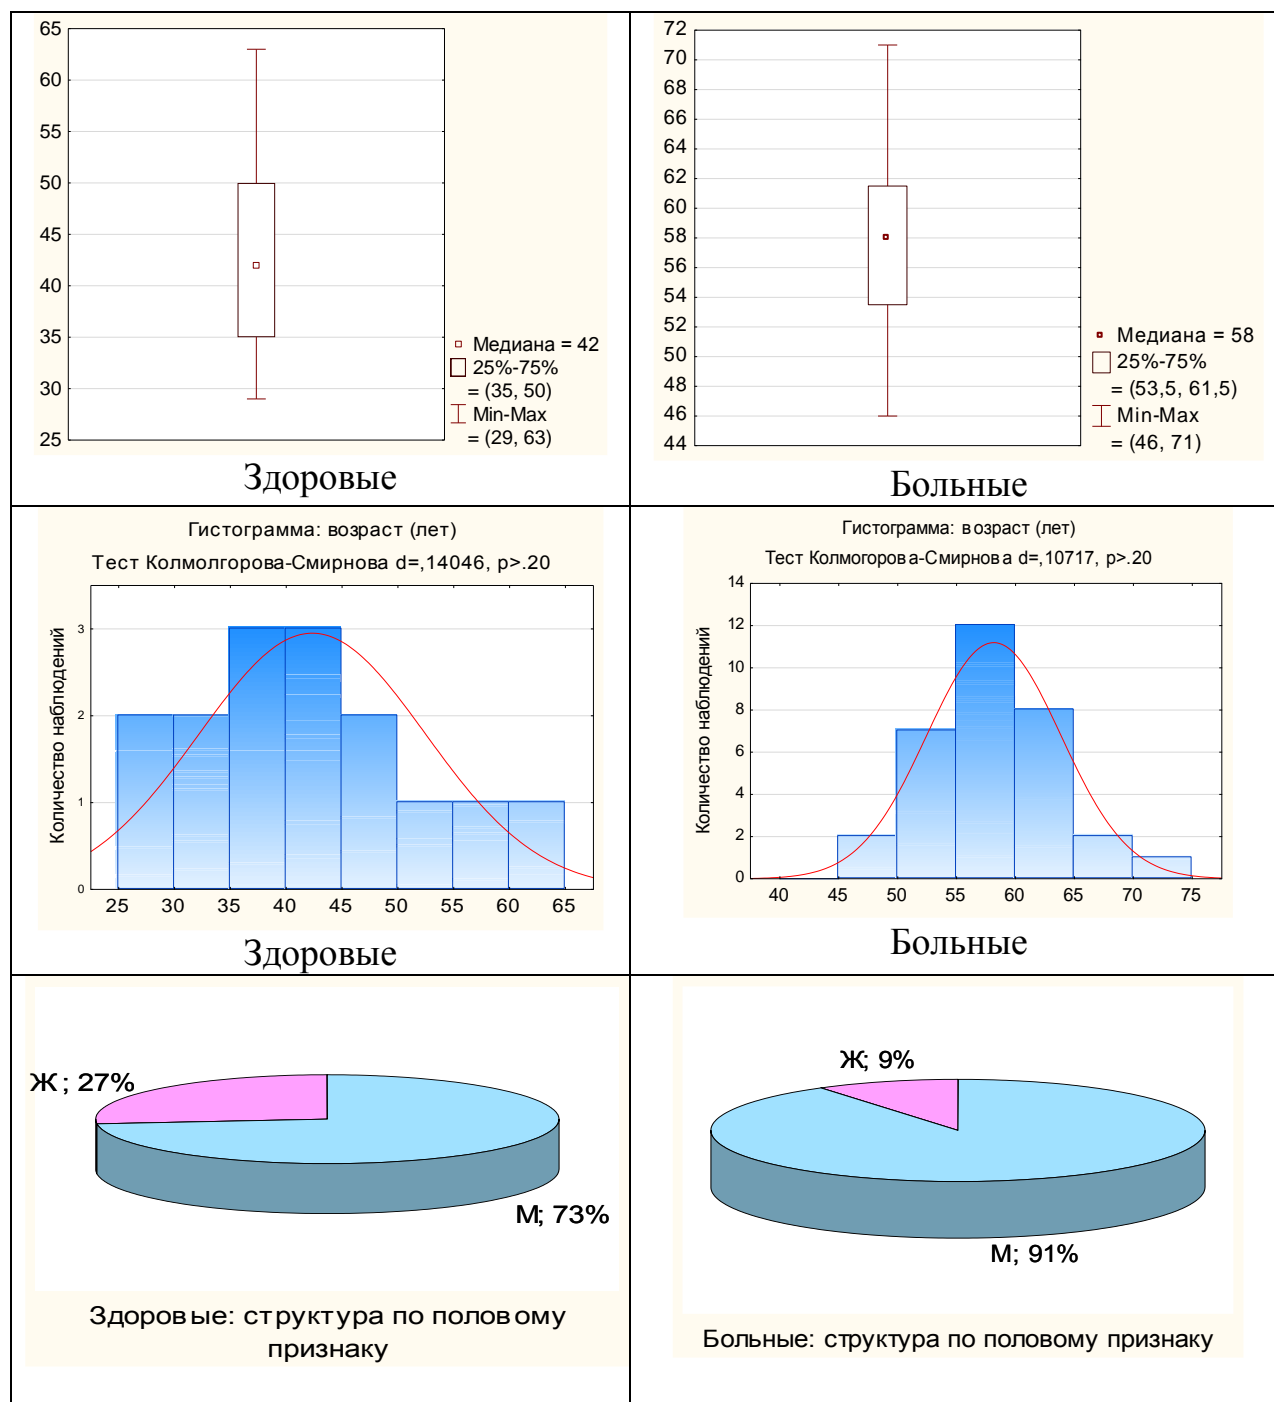 65
60
55
50
45
40
35
30
25
Медиана = 42
25%-75%
= (35, 50)
Min-Max
= (29, 63)
Здоровые
72
70
68
66
64
62
60
58
56
54
52
50
48
46
44
Медиана = 58
25%-75%
= (53,5, 61,5)
Min-Max
= (46, 71)
Больные
Гистограмма: возраст (лет)
Тест Колмолгорова-Смирнова d=,14046, p>.20
Количество наблюдений
3
2
1
0
25 30 35 40 45 50 55 60 65
Здоровые
Гистограмма: возраст (лет)
Тест Колмогорова-Смирнова d=,10717, p>.20
Количество наблюдений
14
12
10
8
6
4
2
0
40 45 50 55 60 65 70 75
Больные
Ж; 27%
М; 73%
Здоровые: структура по половому
признаку
Ж; 9%
М; 91%
Больные: структура по половому признаку